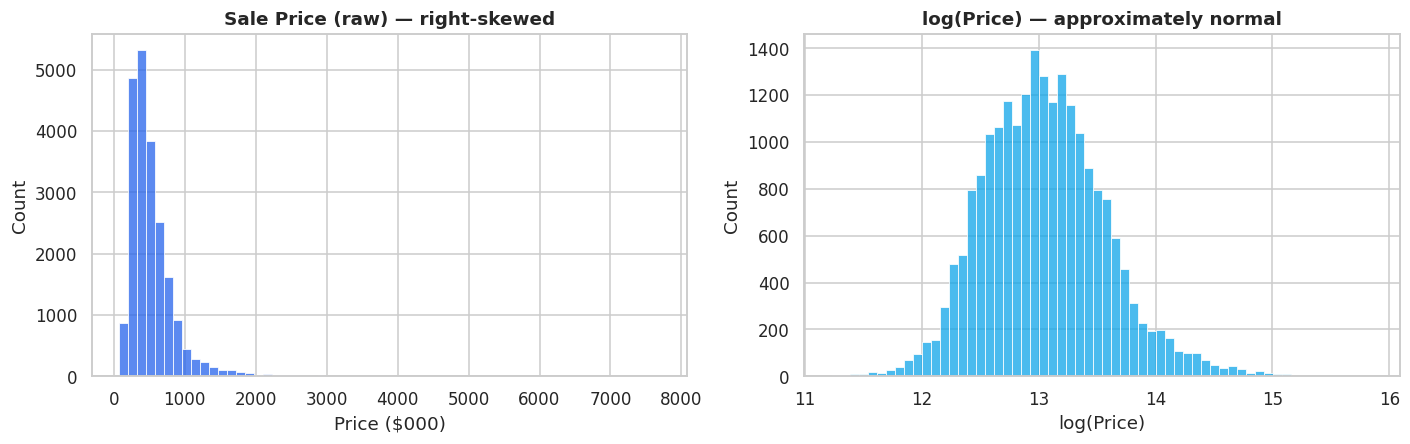 Sale Price (raw) — right-skewed
Count
5000
4000
3000
2000
1000
0
0 1000 2000 3000 4000 5000 6000 7000 8000
Price ($000)
log(Price) — approximately normal
Count
1400
1200
1000
800
600
400
200
0
11 12 13 14 15 16
log(Price)